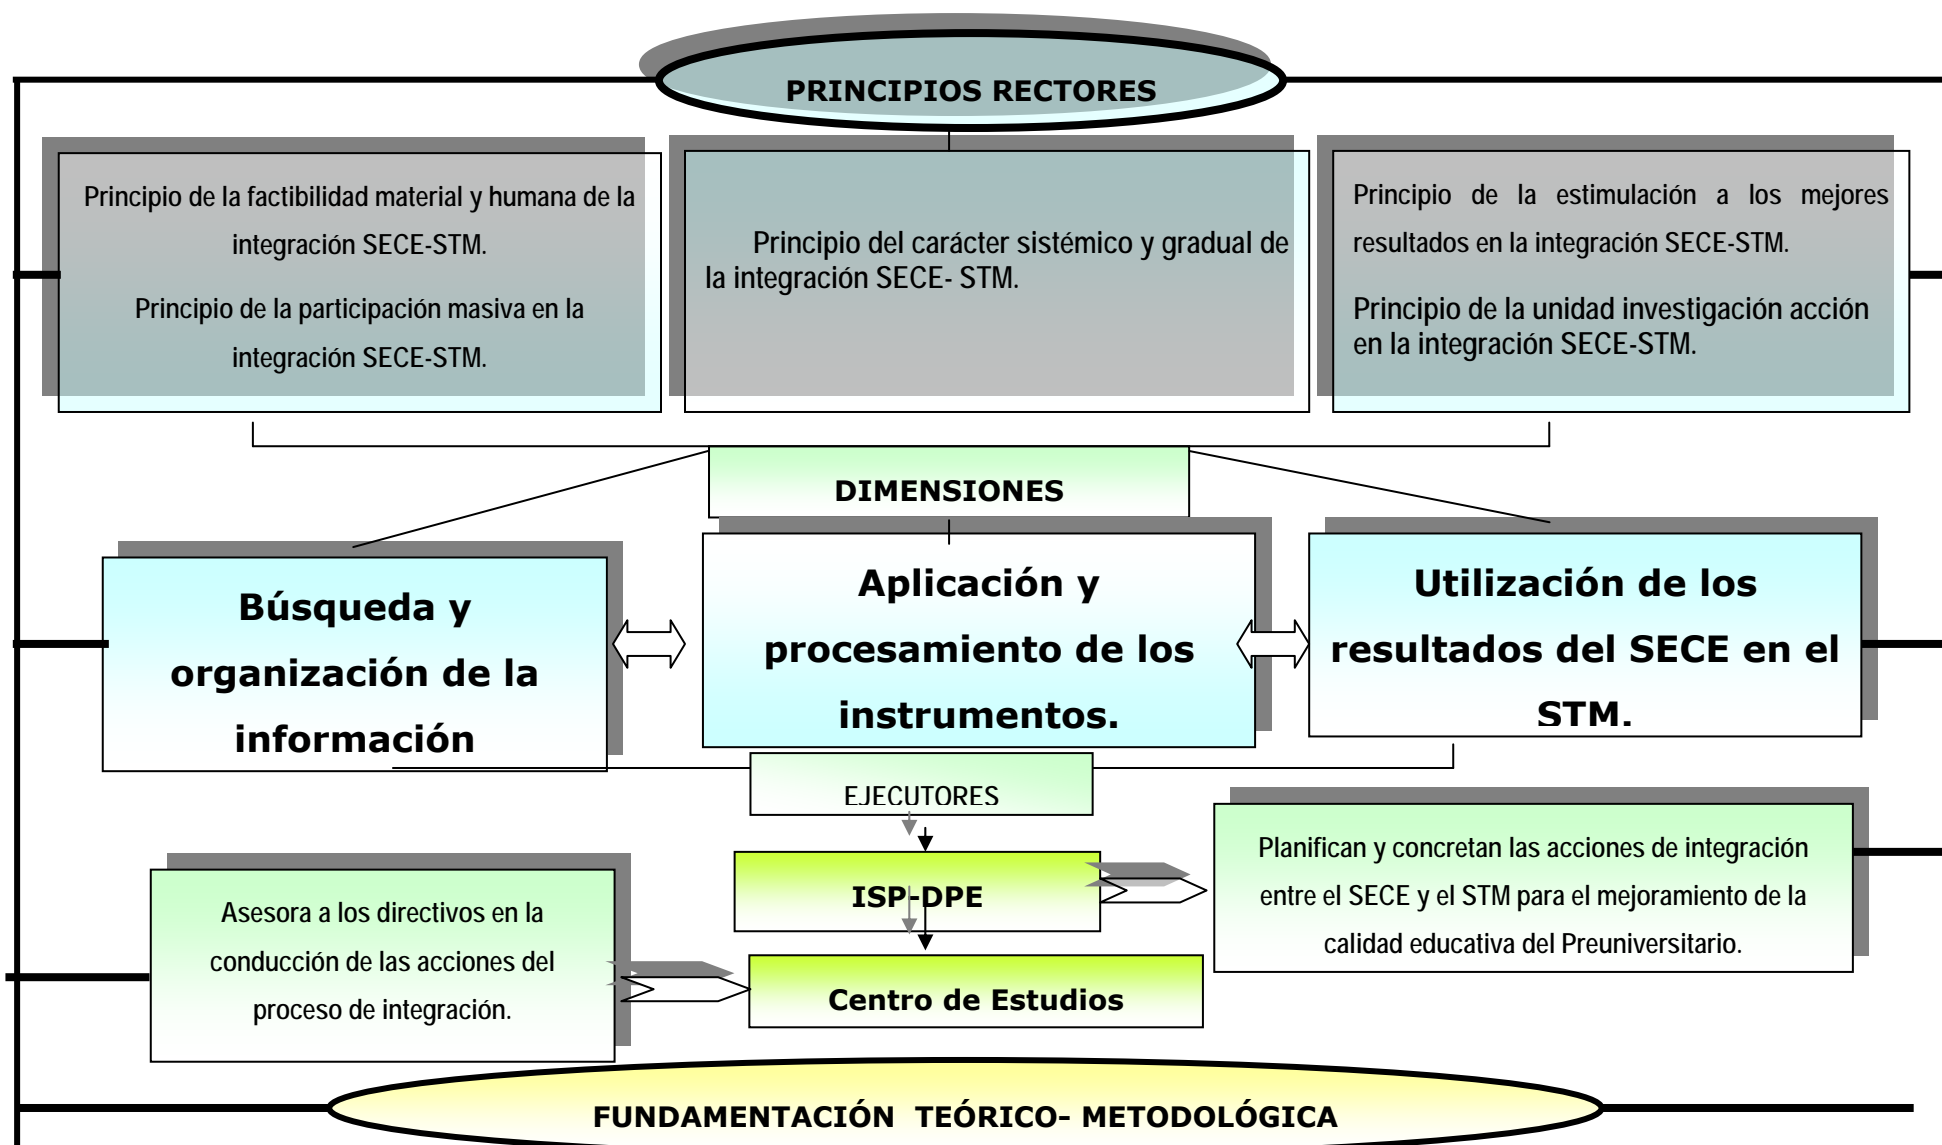 PRINCIPIOS RECTORES
Principio de la factibilidad material y humana de la
integración SECE-STM.
Principio de la participación masiva en la
integración SECE-STM.
Principio del carácter sistémico y gradual de
la integración SECE- STM.
Principio de la estimulación a los mejores
resultados en la integración SECE-STM.
Principio de la unidad investigación acción
en la integración SECE-STM.
DIMENSIONES
Búsqueda y
organización de la
información
Aplicación y
procesamiento de los
instrumentos.
Utilización de los
resultados del SECE en el
STM.
EJECUTORES
ISP-DPE
Planifican y concretan las acciones de integración
entre el SECE y el STM para el mejoramiento de la
calidad educativa del Preuniversitario.
Asesora a los directivos en la
conducción de las acciones del
proceso de integración.
Centro de Estudios
FUNDAMENTACIÓN TEÓRICO- METODOLÓGICA